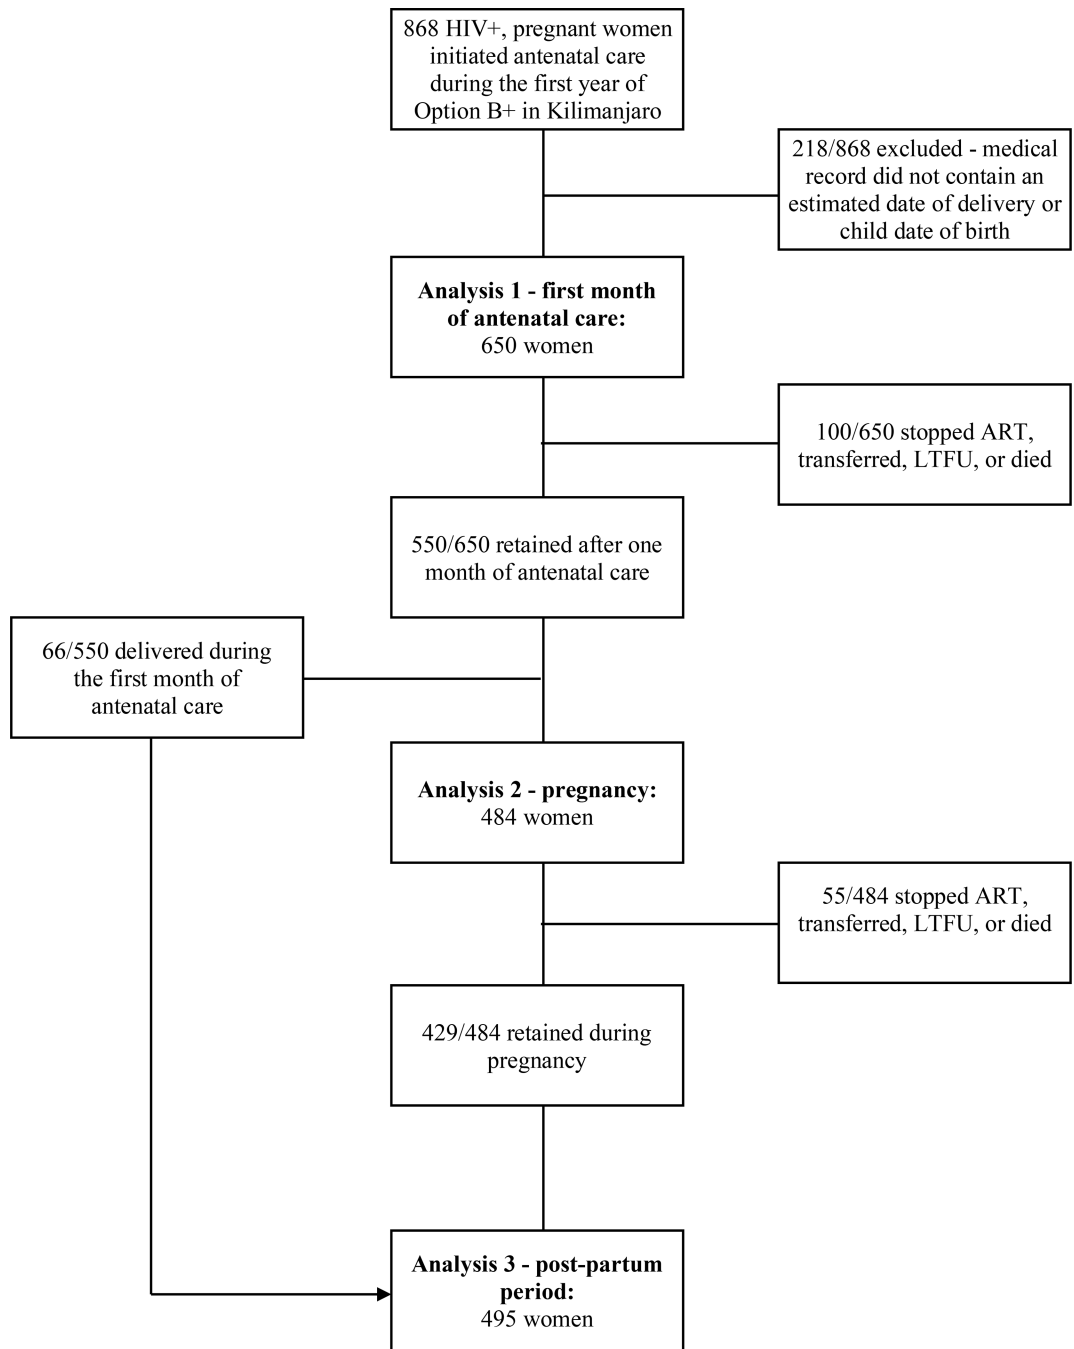 868 HIV+, pregnant women
initiated antenatal care
during the first year of
Option B+ in Kilimanjaro
218/868 excluded - medical
record did not contain an
estimated date of delivery or
child date of birth
Analysis 1 - first month
of antenatal care:
650 women
100/650 stopped ART,
transferred, LTFU, or died
550/650 retained after one
month of antenatal care
66/550 delivered during
the first month of
antenatal care
Analysis 2 - pregnancy:
484 women
55/484 stopped ART,
transferred, LTFU, or died
429/484 retained during
pregnancy
Analysis 3 - post-partum
period:
495 women